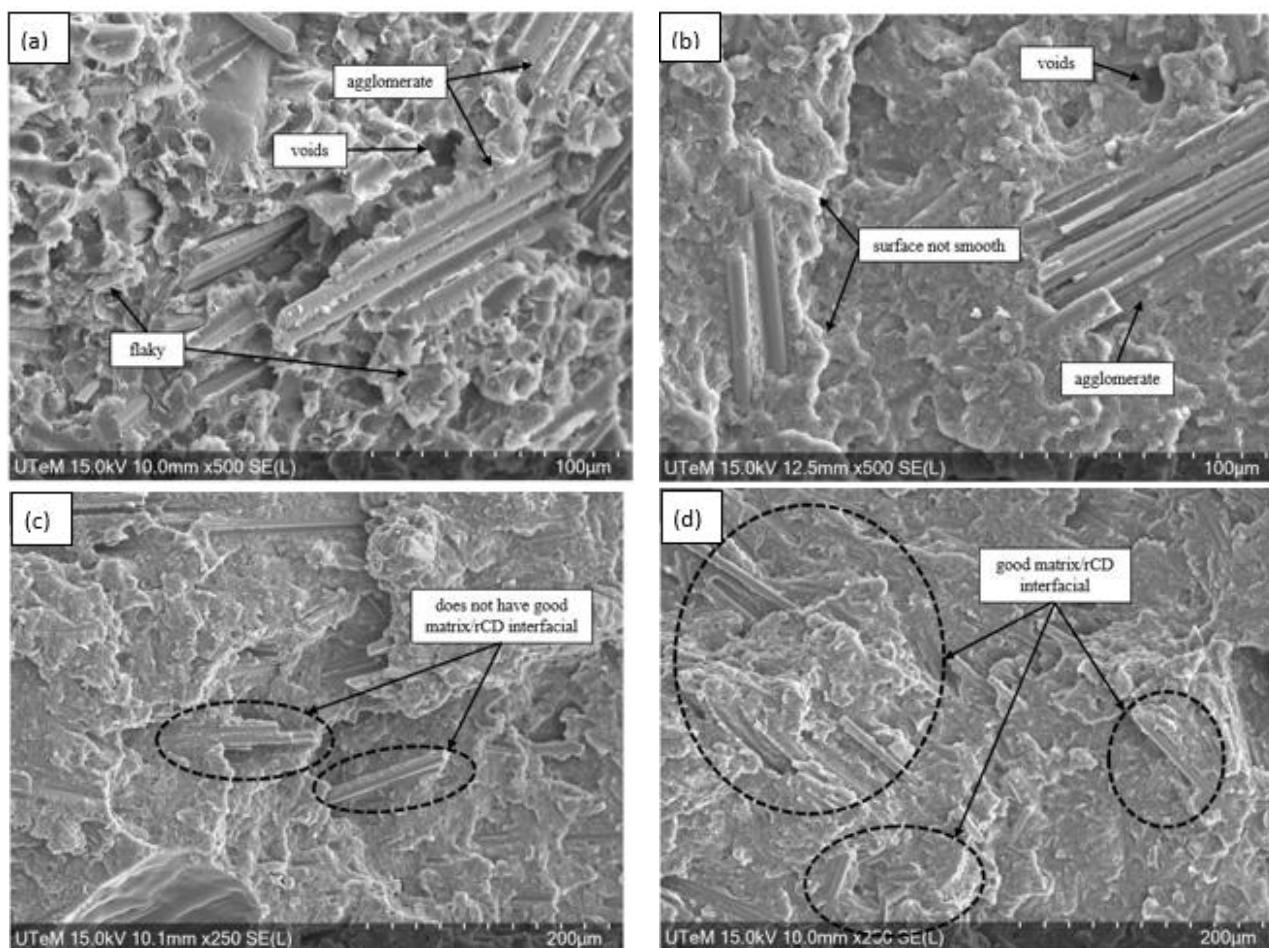 (a)
agglomerate
voids
flaky
UTeM 15.0kV 10.0mm x500 SE(L)
100µm
(b)
voids
surface not smooth
agglomerate
UTeM 15.0kV 12.5mm x500 SE(L)
100µm
(c)
does not have good
matrix/rCD interfacial
UTeM 15.0kV 10.1mm x250 SE(L)
200µm
(d)
good matrix/rCD
interfacial
UTeM 15.0kV 10.0mm x250 SE(L)
200µm